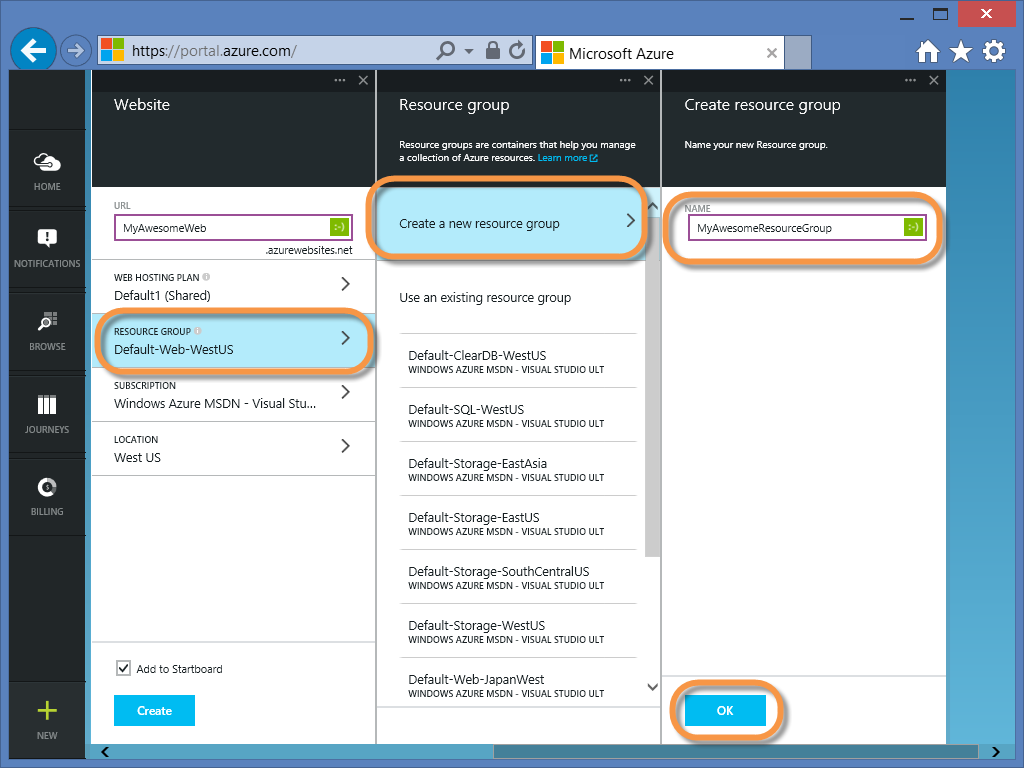 https://portal.azure.com/
Microsoft Azure
HOME
NOTIFICATIONS
BROWSE
JOURNEYS
BILLING
NEW
Website
URL
MyAwesomeWeb
:-)
.azurewebsites.net
WEB HOSTING PLAN
Default1 (Shared)
RESOURCE GROUP
Default-Web-WestUS
SUBSCRIPTION
Windows Azure MSDN - Visual Stu...
LOCATION
West US
Add to Startboard
Create
Resource group
Resource groups are containers that help you manage
a collection of Azure resources. Learn more
Create a new resource group
Use an existing resource group
Default-ClearDB-WestUS
WINDOWS AZURE MSDN - VISUAL STUDIO ULT
Default-SQL-WestUS
WINDOWS AZURE MSDN - VISUAL STUDIO ULT
Default-Storage-EastAsia
WINDOWS AZURE MSDN - VISUAL STUDIO ULT
Default-Storage-EastUS
WINDOWS AZURE MSDN - VISUAL STUDIO ULT
Default-Storage-SouthCentralUS
WINDOWS AZURE MSDN - VISUAL STUDIO ULT
Default-Storage-WestUS
WINDOWS AZURE MSDN - VISUAL STUDIO ULT
Default-Web-JapanWest
WINDOWS AZURE MSDN - VISUAL STUDIO ULT
Create resource group
Name your new Resource group.
NAME
MyAwesomeResourceGroup
:-)
OK